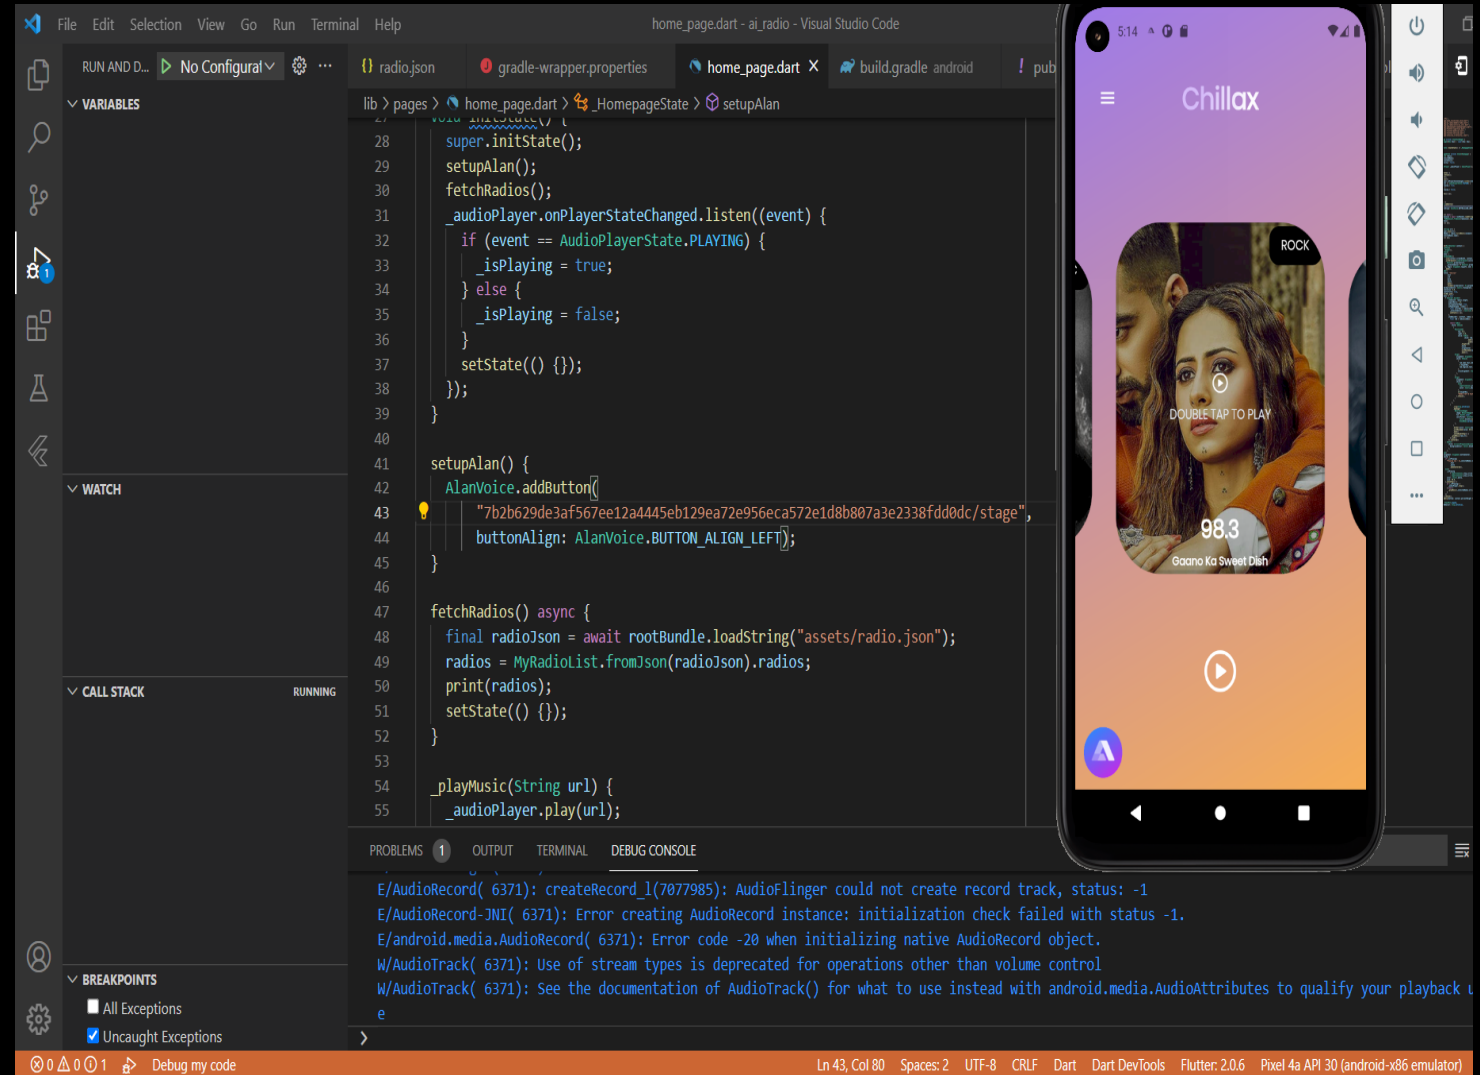 File Edit Selection View Go Run Terminal Help
home_page.dart - ai_radio - Visual Studio Code
RUN AND D... No Configurat
{} radio.json
gradle-wrapper.properties
home_page.dart
build.gradle android
! pub
lib > pages > home_page.dart > _HomepageState > setupAlan
VARIABLES
WATCH
CALL STACK RUNNING
BREAKPOINTS
All Exceptions
Uncaught Exceptions
1
27 void initState() {
28 super.initState();
29 setupAlan();
30 fetchRadios();
31 _audioPlayer.onPlayerStateChanged.listen((event) {
32 if (event == AudioPlayerState.PLAYING) {
33 _isPlaying = true;
34 } else {
35 _isPlaying = false;
36 }
37 setState(() {});
38 });
39 }
40
41 setupAlan() {
42 AlanVoice.addButton(
43 "7b2b629de3af567ee12a4445eb129ea72e956eca572e1d8b807a3e2338fdd0dc/stage",
44 buttonAlign: AlanVoice.BUTTON_ALIGN_LEFT);
45 }
46
47 fetchRadios() async {
48 final radioJson = await rootBundle.loadString("assets/radio.json");
49 radios = MyRadioList.fromJson(radioJson).radios;
50 print(radios);
51 setState(() {});
52 }
53
54 _playMusic(String url) {
55 _audioPlayer.play(url);
PROBLEMS 1 OUTPUT TERMINAL DEBUG CONSOLE
E/AudioRecord( 6371): createRecord_l(7077985): AudioFlinger could not create record track, status: -1
E/AudioRecord-JNI( 6371): Error creating AudioRecord instance: initialization check failed with status -1.
E/android.media.AudioRecord( 6371): Error code -20 when initializing native AudioRecord object.
W/AudioTrack( 6371): Use of stream types is deprecated for operations other than volume control
W/AudioTrack( 6371): See the documentation of AudioTrack() for what to use instead with android.media.AudioAttributes to qualify your playback u
e
5:14
Chillax
ROCK
DOUBLE TAP TO PLAY
98.3
Gaano Ka Sweet Dish
0 0 1 Debug my code
Ln 43, Col 80 Spaces: 2 UTF-8 CRLF Dart Dart DevTools Flutter: 2.0.6 Pixel 4a API 30 (android-x86 emulator)